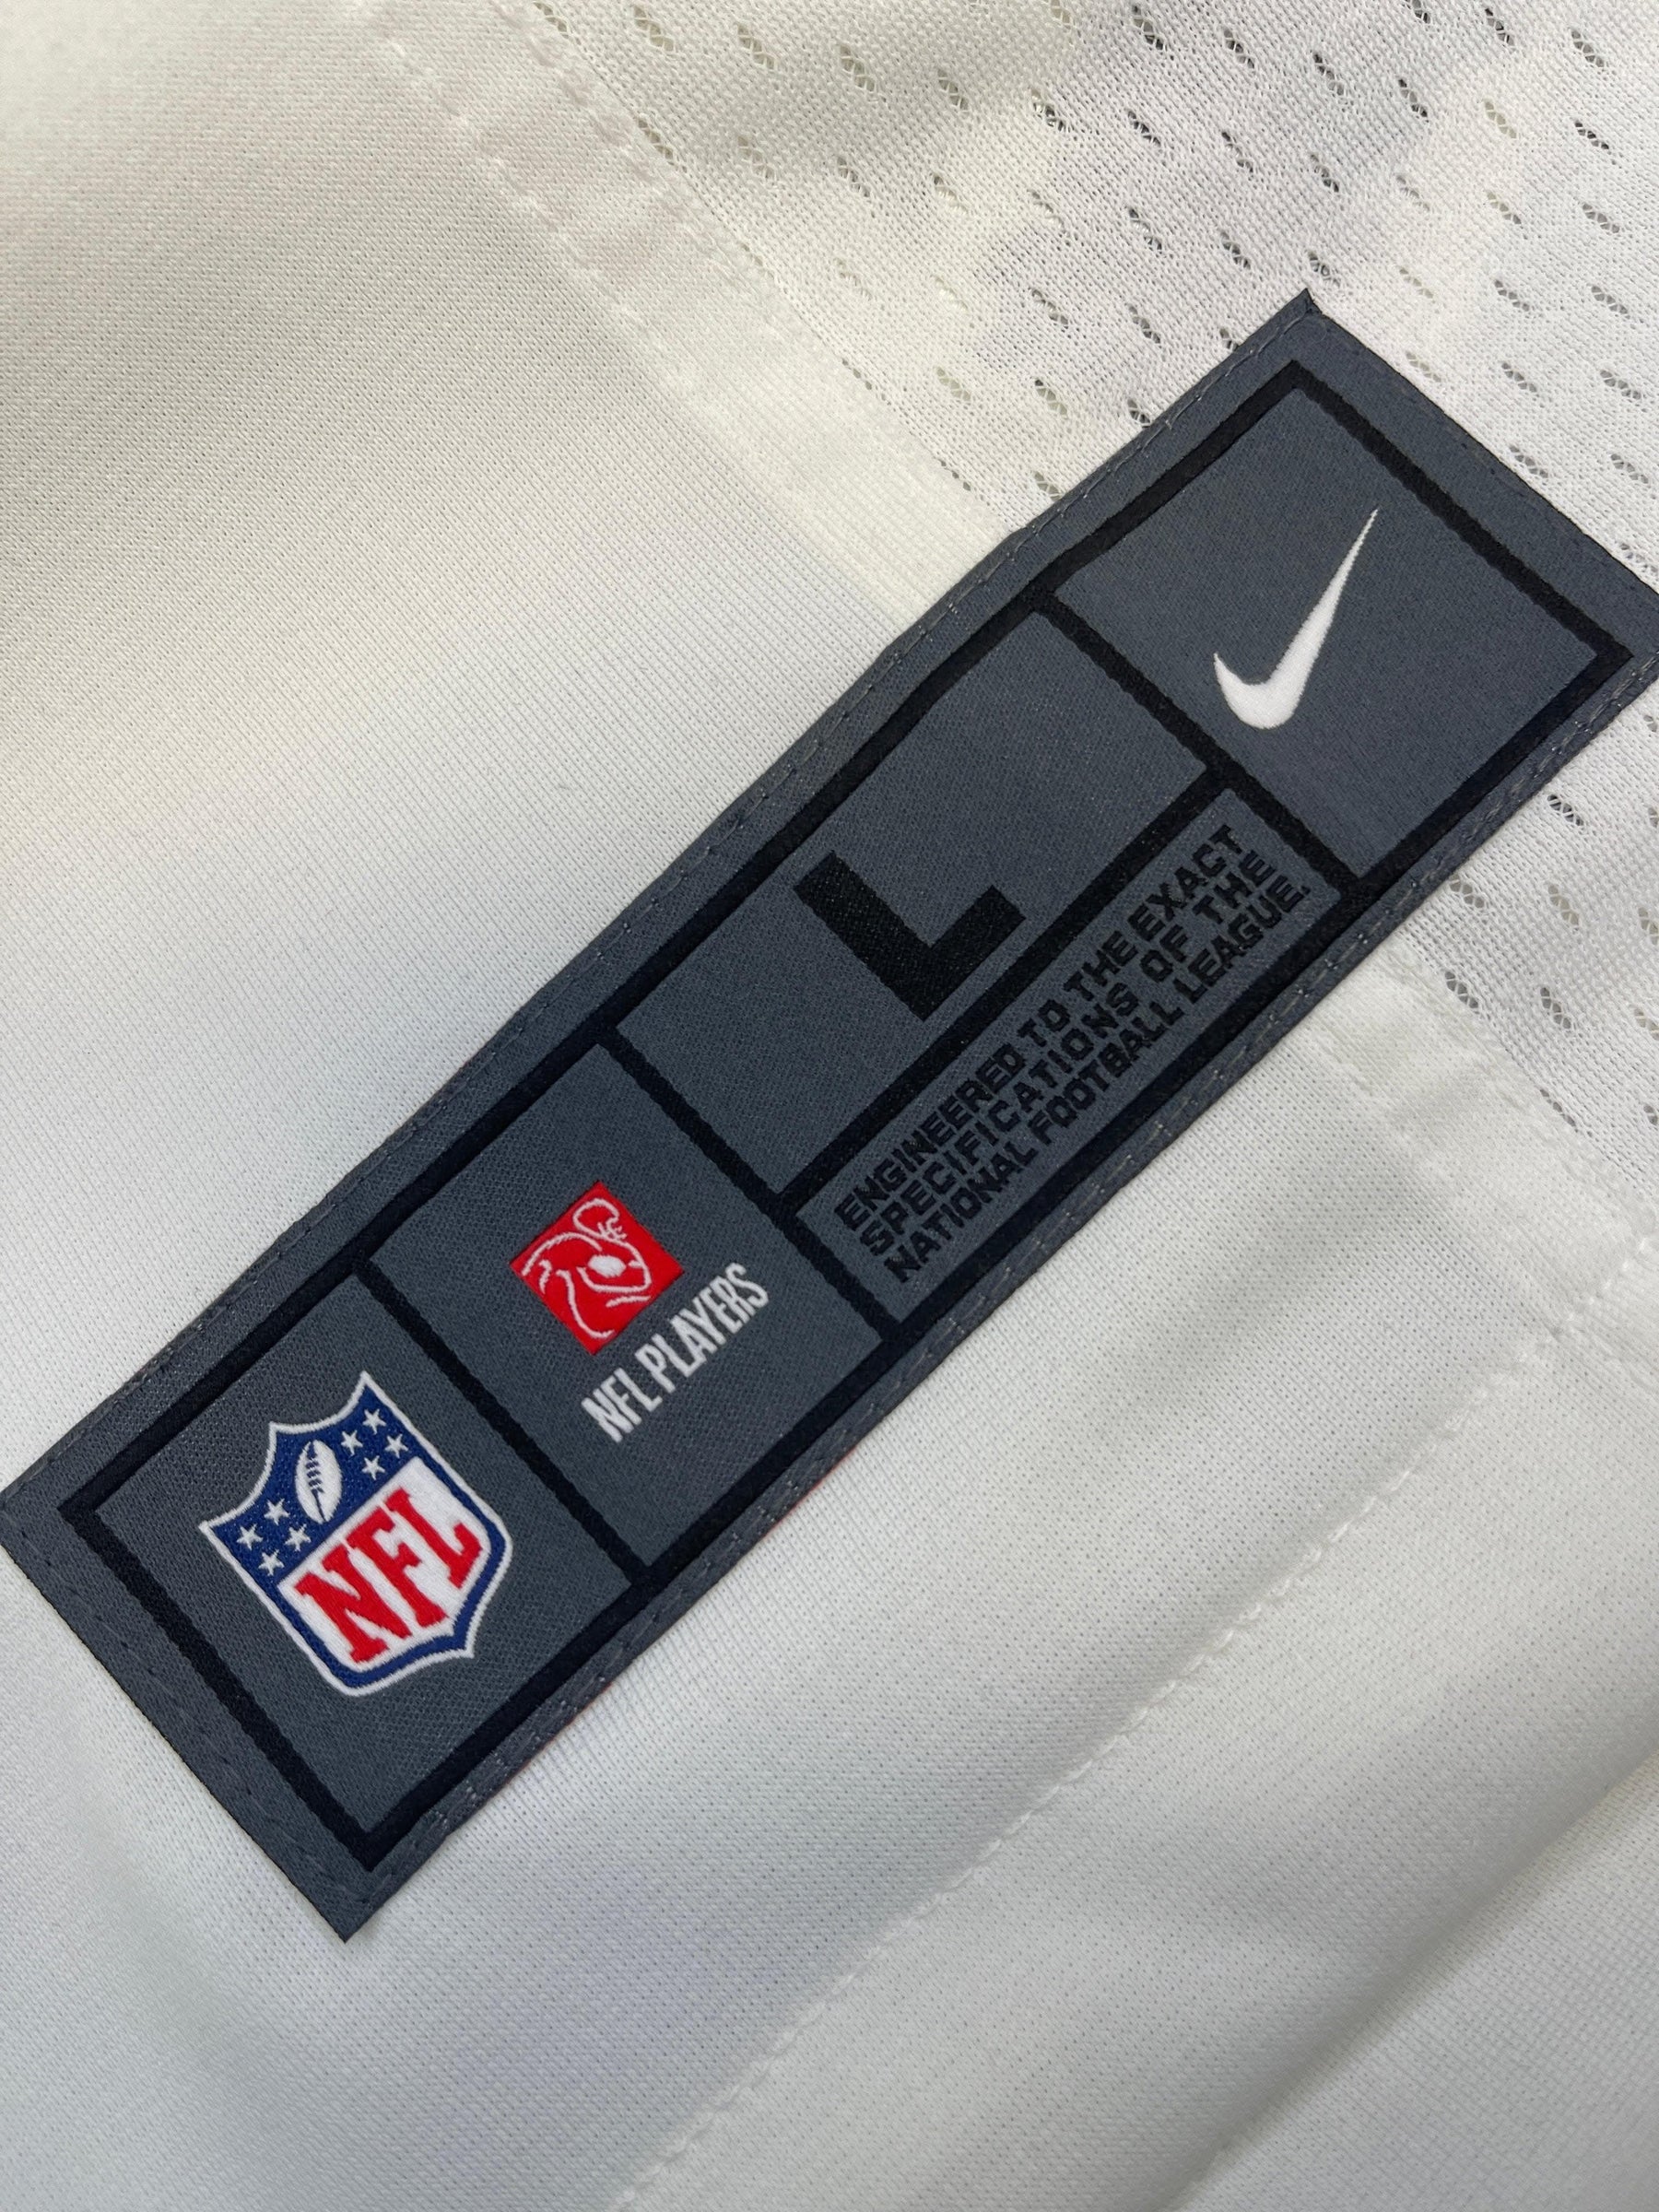 NFL
NFL PLAYERS
L
ENGINEERED TO THE EXACT
SPECIFICATIONS OF THE
NATIONAL FOOTBALL LEAGUE.